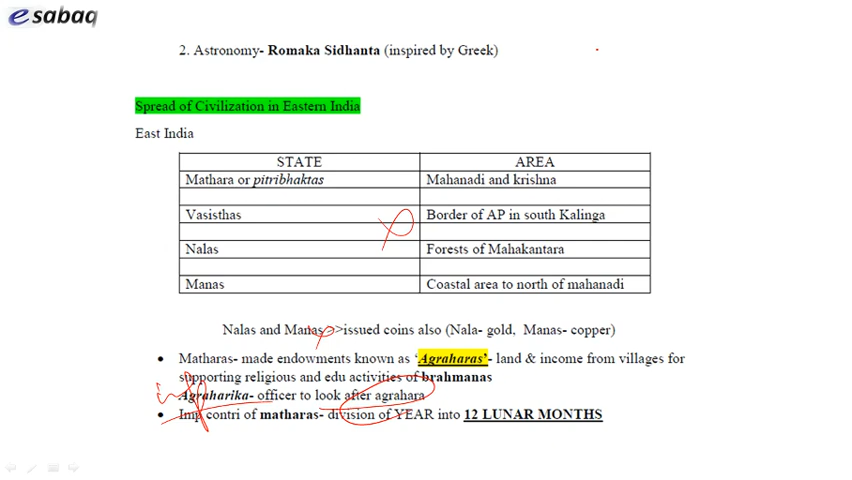 esabaq
2. Astronomy- Romaka Sidhanta (inspired by Greek)
Spread of Civilization in Eastern India
East India
STATE AREA
Mathara or pitribhaktas Mahanadi and krishna
Vasisthas Border of AP in south Kalinga
Nalas Forests of Mahakantara
Manas Coastal area to north of mahanadi
Nalas and Manas->issued coins also (Nala- gold, Manas- copper)
• Matharas- made endowments known as ‘Agraharas’- land & income from villages for
supporting religious and edu activities of brahmanas
Agraharika- officer to look after agrahara
• Imp contri of matharas- division of YEAR into 12 LUNAR MONTHS